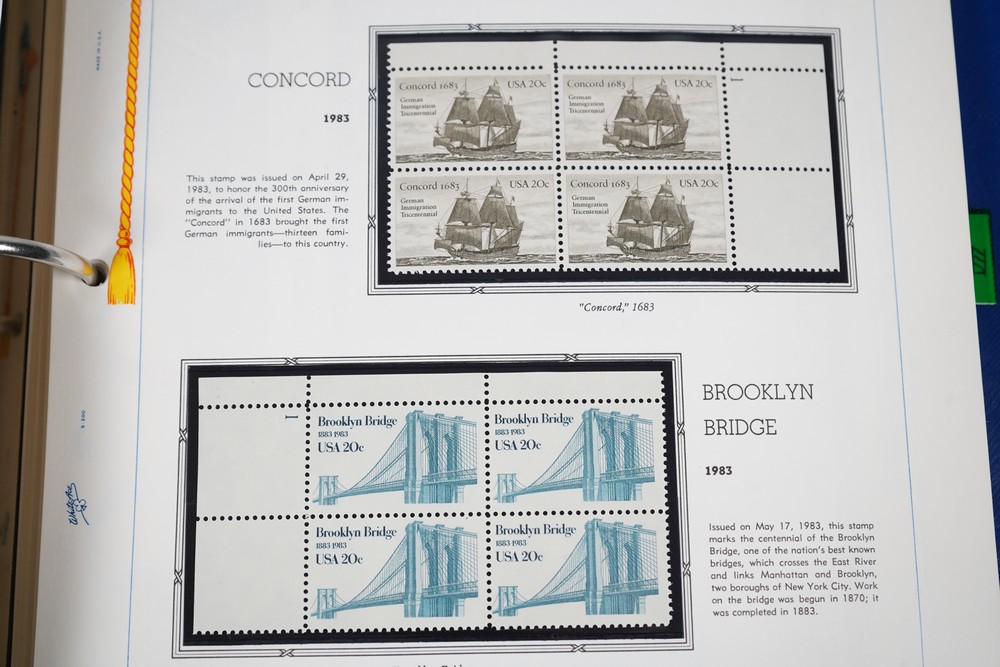 MADE IN U.S.A.
CONCORD
1983
This stamp was issued on April 29,
1983, to honor the 300th anniversary
of the arrival of the first German im-
migrants to the United States. The
"Concord" in 1683 brought the first
German immigrants—thirteen fami-
lies—to this country.
Concord 1683 USA 20c
German
Immigration
Tricentennial
Concord 1683 USA 20c
German
Immigration
Tricentennial
Concord 1683 USA 20c
German
Immigration
Tricentennial
Concord 1683 USA 20c
German
Immigration
Tricentennial
"Concord," 1683
1
Brooklyn Bridge
1883 1983
USA 20c
Brooklyn Bridge
1883 1983
USA 20c
Brooklyn Bridge
1883 1983
USA 20c
Brooklyn Bridge
1883 1983
USA 20c
BROOKLYN
BRIDGE
1983
Issued on May 17, 1983, this stamp
marks the centennial of the Brooklyn
Bridge, one of the nation's best known
bridges, which crosses the East River
and links Manhattan and Brooklyn,
two boroughs of New York City. Work
on the bridge was begun in 1870; it
was completed in 1883.
White Ace